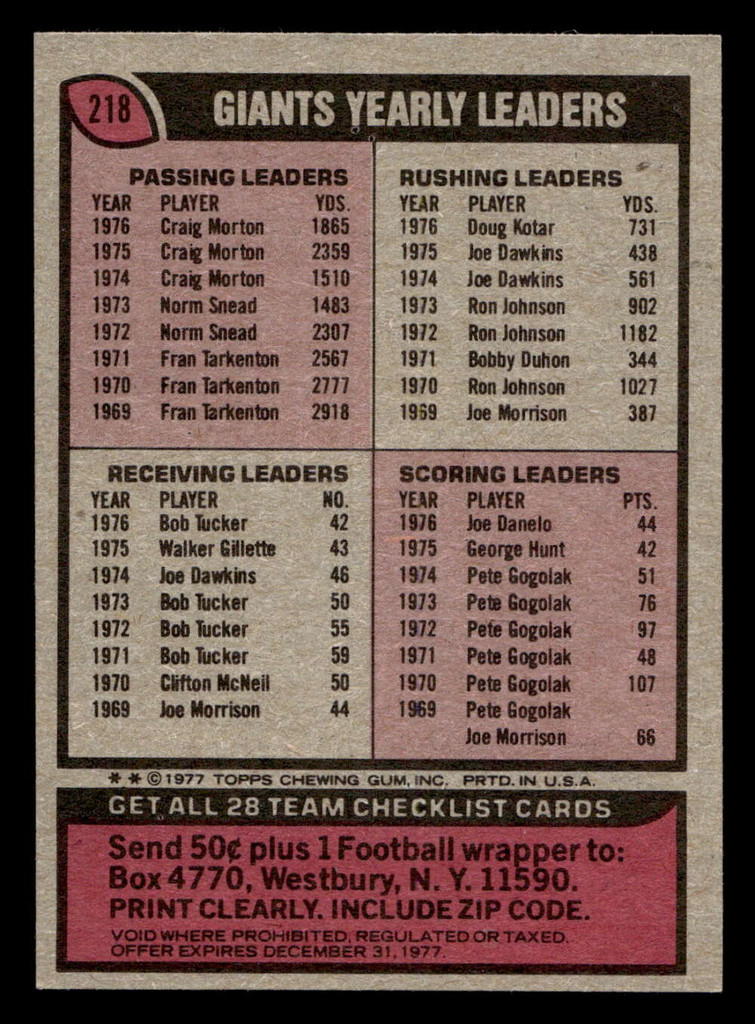 218
GIANTS YEARLY LEADERS
PASSING LEADERS
YEAR PLAYER YDS.
1976 Craig Morton 1865
1975 Craig Morton 2359
1974 Craig Morton 1510
1973 Norm Snead 1483
1972 Norm Snead 2307
1971 Fran Tarkenton 2567
1970 Fran Tarkenton 2777
1969 Fran Tarkenton 2918
RUSHING LEADERS
YEAR PLAYER YDS.
1976 Doug Kotar 731
1975 Joe Dawkins 438
1974 Joe Dawkins 561
1973 Ron Johnson 902
1972 Ron Johnson 1182
1971 Bobby Duhon 344
1970 Ron Johnson 1027
1969 Joe Morrison 387
RECEIVING LEADERS
YEAR PLAYER NO.
1976 Bob Tucker 42
1975 Walker Gillette 43
1974 Joe Dawkins 46
1973 Bob Tucker 50
1972 Bob Tucker 55
1971 Bob Tucker 59
1970 Clifton McNeil 50
1969 Joe Morrison 44
SCORING LEADERS
YEAR PLAYER PTS.
1976 Joe Danelo 44
1975 George Hunt 42
1974 Pete Gogolak 51
1973 Pete Gogolak 76
1972 Pete Gogolak 97
1971 Pete Gogolak 48
1970 Pete Gogolak 107
1969 Pete Gogolak
Joe Morrison 66
* * © 1977 TOPPS CHEWING GUM, INC. PRTD. IN U.S.A.
GET ALL 28 TEAM CHECKLIST CARDS
Send 50¢ plus 1 Football wrapper to:
Box 4770, Westbury, N. Y. 11590.
PRINT CLEARLY. INCLUDE ZIP CODE.
VOID WHERE PROHIBITED, REGULATED OR TAXED.
OFFER EXPIRES DECEMBER 31, 1977.